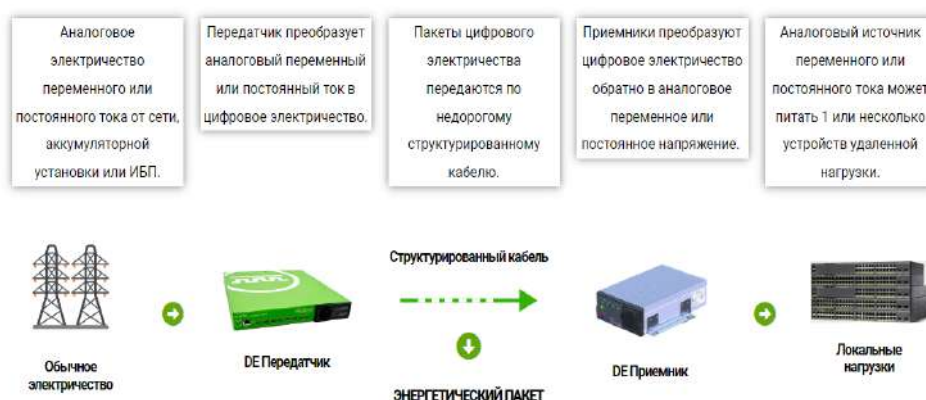 Аналоговое
электричество
переменного или
постоянного тока от сети,
аккумуляторной
установки или ИБП.
Передатчик преобразует
аналоговый переменный
или постоянный ток в
цифровое электричество.
Пакеты цифрового
электричества
передаются по
недорогому
структурированному
кабелю.
Приемники преобразуют
цифровое электричество
обратно в аналоговое
переменное или
постоянное напряжение.
Аналоговый источник
переменного или
постоянного тока может
питать 1 или несколько
устройств удаленной
нагрузки.
Структурированный кабель
Обычное
электричество
DE Передатчик
ЭНЕРГЕТИЧЕСКИЙ ПАКЕТ
DE Приемник
Локальные
нагрузки